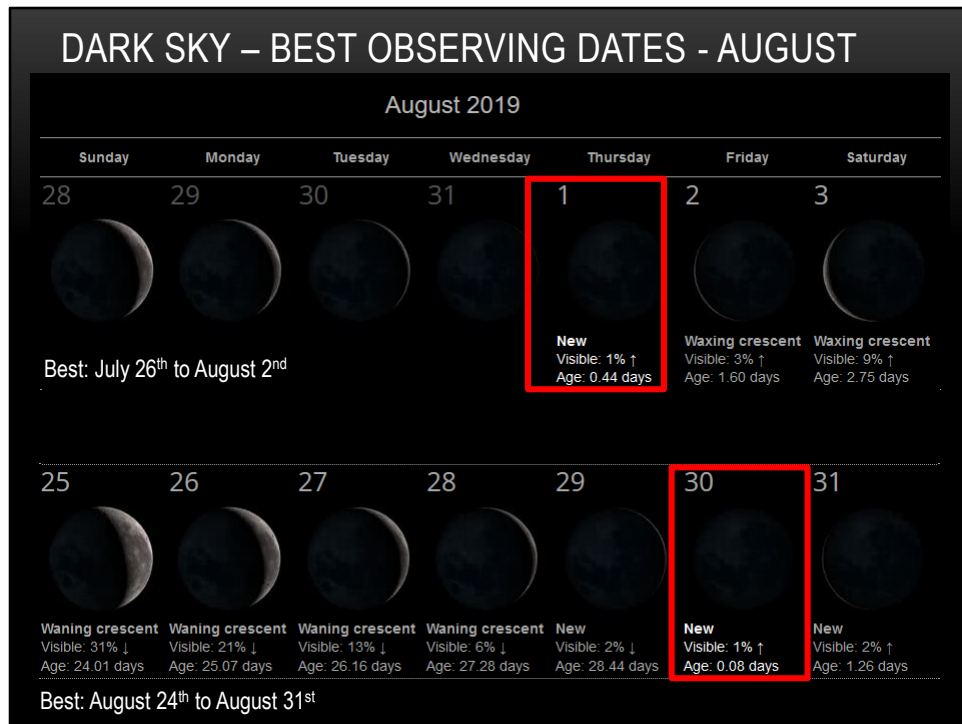 DARK SKY – BEST OBSERVING DATES - AUGUST
August 2019
Sunday Monday Tuesday Wednesday Thursday Friday Saturday
28 29 30 31 1 2 3
New Waxing crescent Waxing crescent
Visible: 1% ↑ Visible: 3% ↑ Visible: 9% ↑
Age: 0.44 days Age: 1.60 days Age: 2.75 days
Best: July 26th to August 2nd
25 26 27 28 29 30 31
Waning crescent Waning crescent Waning crescent Waning crescent New New New
Visible: 31% ↓ Visible: 21% ↓ Visible: 13% ↓ Visible: 6% ↓ Visible: 2% ↓ Visible: 1% ↑ Visible: 2% ↑
Age: 24.01 days Age: 25.07 days Age: 26.16 days Age: 27.28 days Age: 28.44 days Age: 0.08 days Age: 1.26 days
Best: August 24th to August 31st